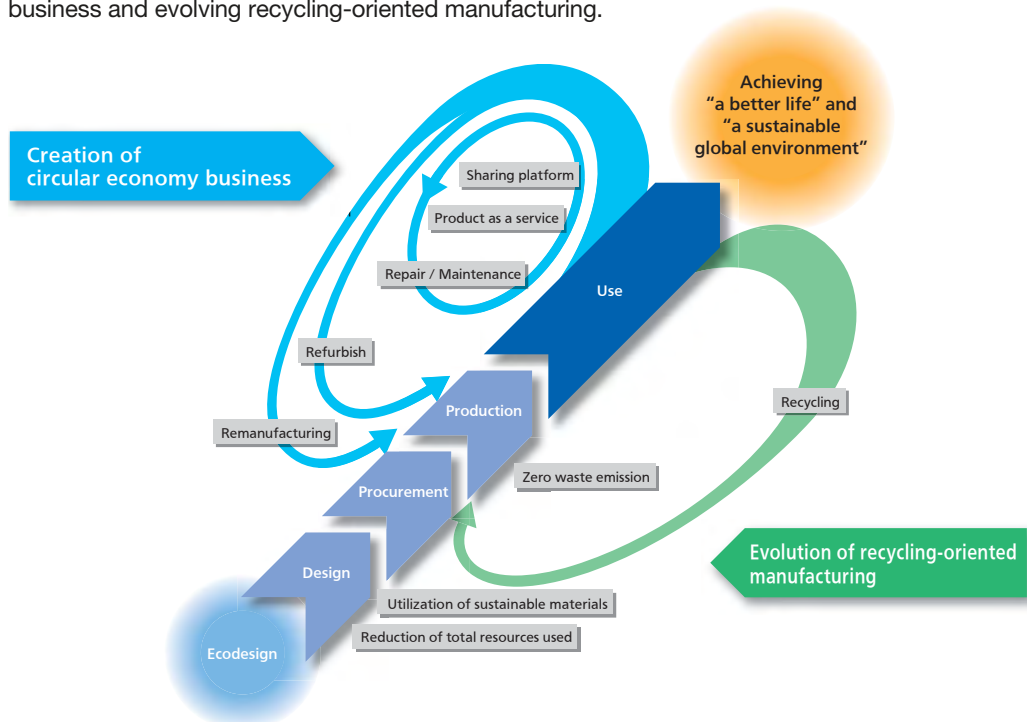 business and evolving recycling-oriented manufacturing.
Achieving
“a better life” and
“a sustainable
global environment”
Creation of
circular economy business
Sharing platform
Product as a service
Repair / Maintenance
Use
Refurbish
Recycling
Production
Remanufacturing
Zero waste emission
Procurement
Evolution of recycling-oriented
manufacturing
Design
Utilization of sustainable materials
Reduction of total resources used
Ecodesign